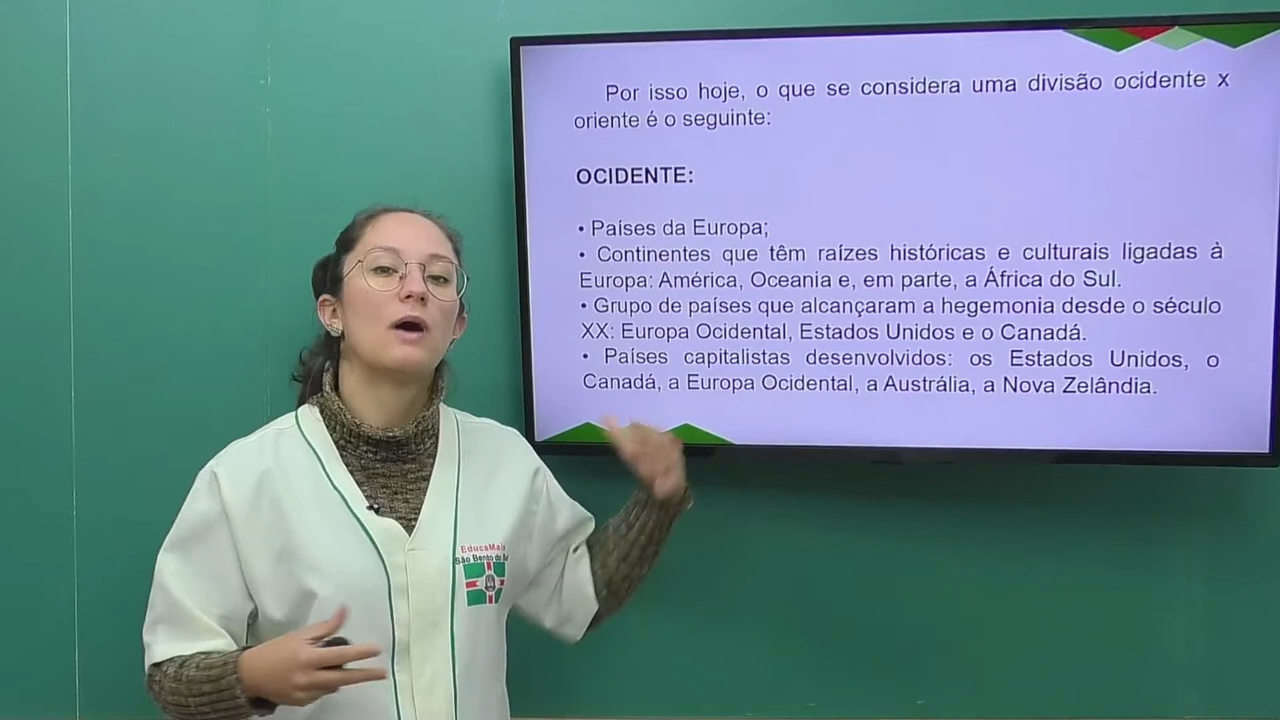 Por isso hoje, o que se considera uma divisão ocidente x
oriente é o seguinte:
OCIDENTE:
• Países da Europa;
• Continentes que têm raízes históricas e culturais ligadas à
Europa: América, Oceania e, em parte, a África do Sul.
• Grupo de países que alcançaram a hegemonia desde o século
XX: Europa Ocidental, Estados Unidos e o Canadá.
• Países capitalistas desenvolvidos: os Estados Unidos, o
Canadá, a Europa Ocidental, a Austrália, a Nova Zelândia.
EducaMais
São Bento do Sul